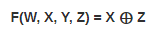 F(W, X, Y, Z) = X ⊕ Z